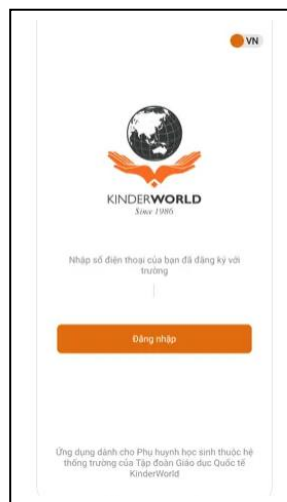 VN
KINDERWORLD
Since 1986
Nhập số điện thoại của bạn đã đăng ký với
trường
Đăng nhập
Ứng dụng dành cho Phụ huynh học sinh thuộc hệ
thống trường của Tập đoàn Giáo dục Quốc tế
KinderWorld